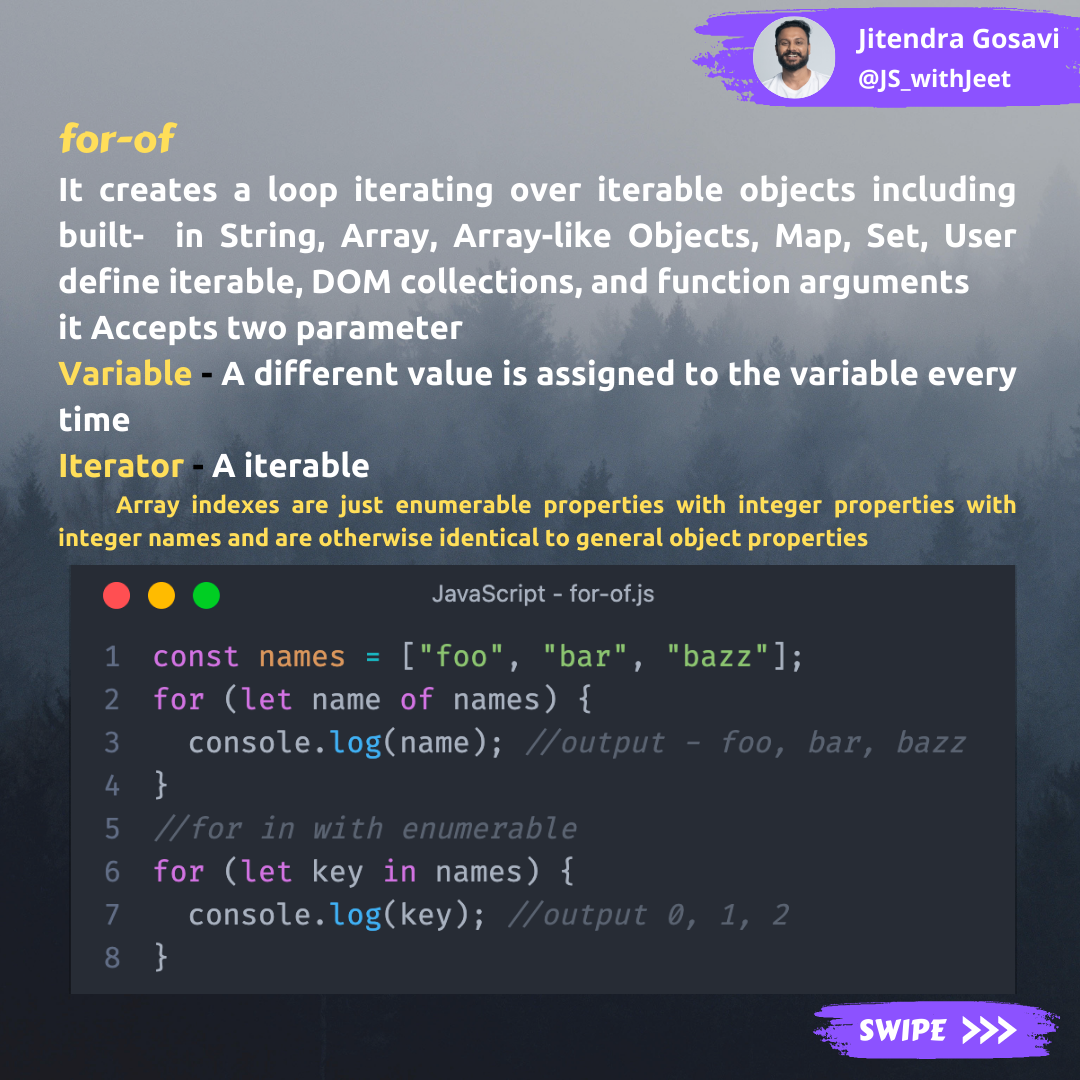 Jitendra Gosavi
@JS_withJeet
for-of
It creates a loop iterating over iterable objects including
built- in String, Array, Array-like Objects, Map, Set, User
define iterable, DOM collections, and function arguments
it Accepts two parameter
Variable - A different value is assigned to the variable every
time
Iterator - A iterable
Array indexes are just enumerable properties with integer properties with
integer names and are otherwise identical to general object properties
JavaScript - for-of.js
1 const names = ["foo", "bar", "bazz"];
2 for (let name of names) {
3 console.log(name); //output - foo, bar, bazz
4 }
5 //for in with enumerable
6 for (let key in names) {
7 console.log(key); //output 0, 1, 2
8 }
SWIPE >>>